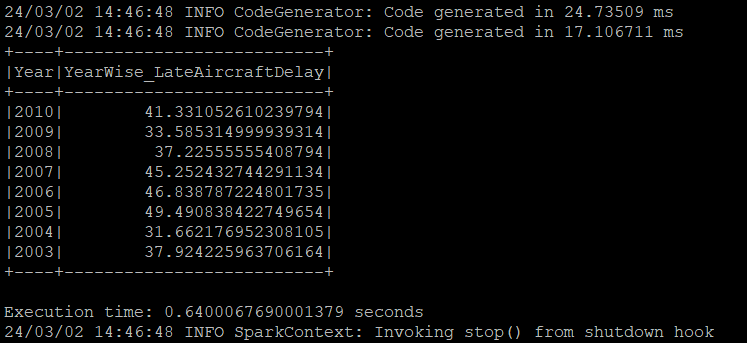 24/03/02 14:46:48 INFO CodeGenerator: Code generated in 24.73509 ms
24/03/02 14:46:48 INFO CodeGenerator: Code generated in 17.106711 ms
+----+--------------------------+
|Year|YearWise_LateAircraftDelay|
+----+--------------------------+
|2010|        41.331052610239794|
|2009|        33.585314999939314|
|2008|         37.22555555408794|
|2007|        45.252432744291134|
|2006|        46.838787224801735|
|2005|        49.490838422749654|
|2004|        31.662176952308105|
|2003|        37.924225963706164|
+----+--------------------------+
Execution time: 0.6400067690001379 seconds
24/03/02 14:46:48 INFO SparkContext: Invoking stop() from shutdown hook